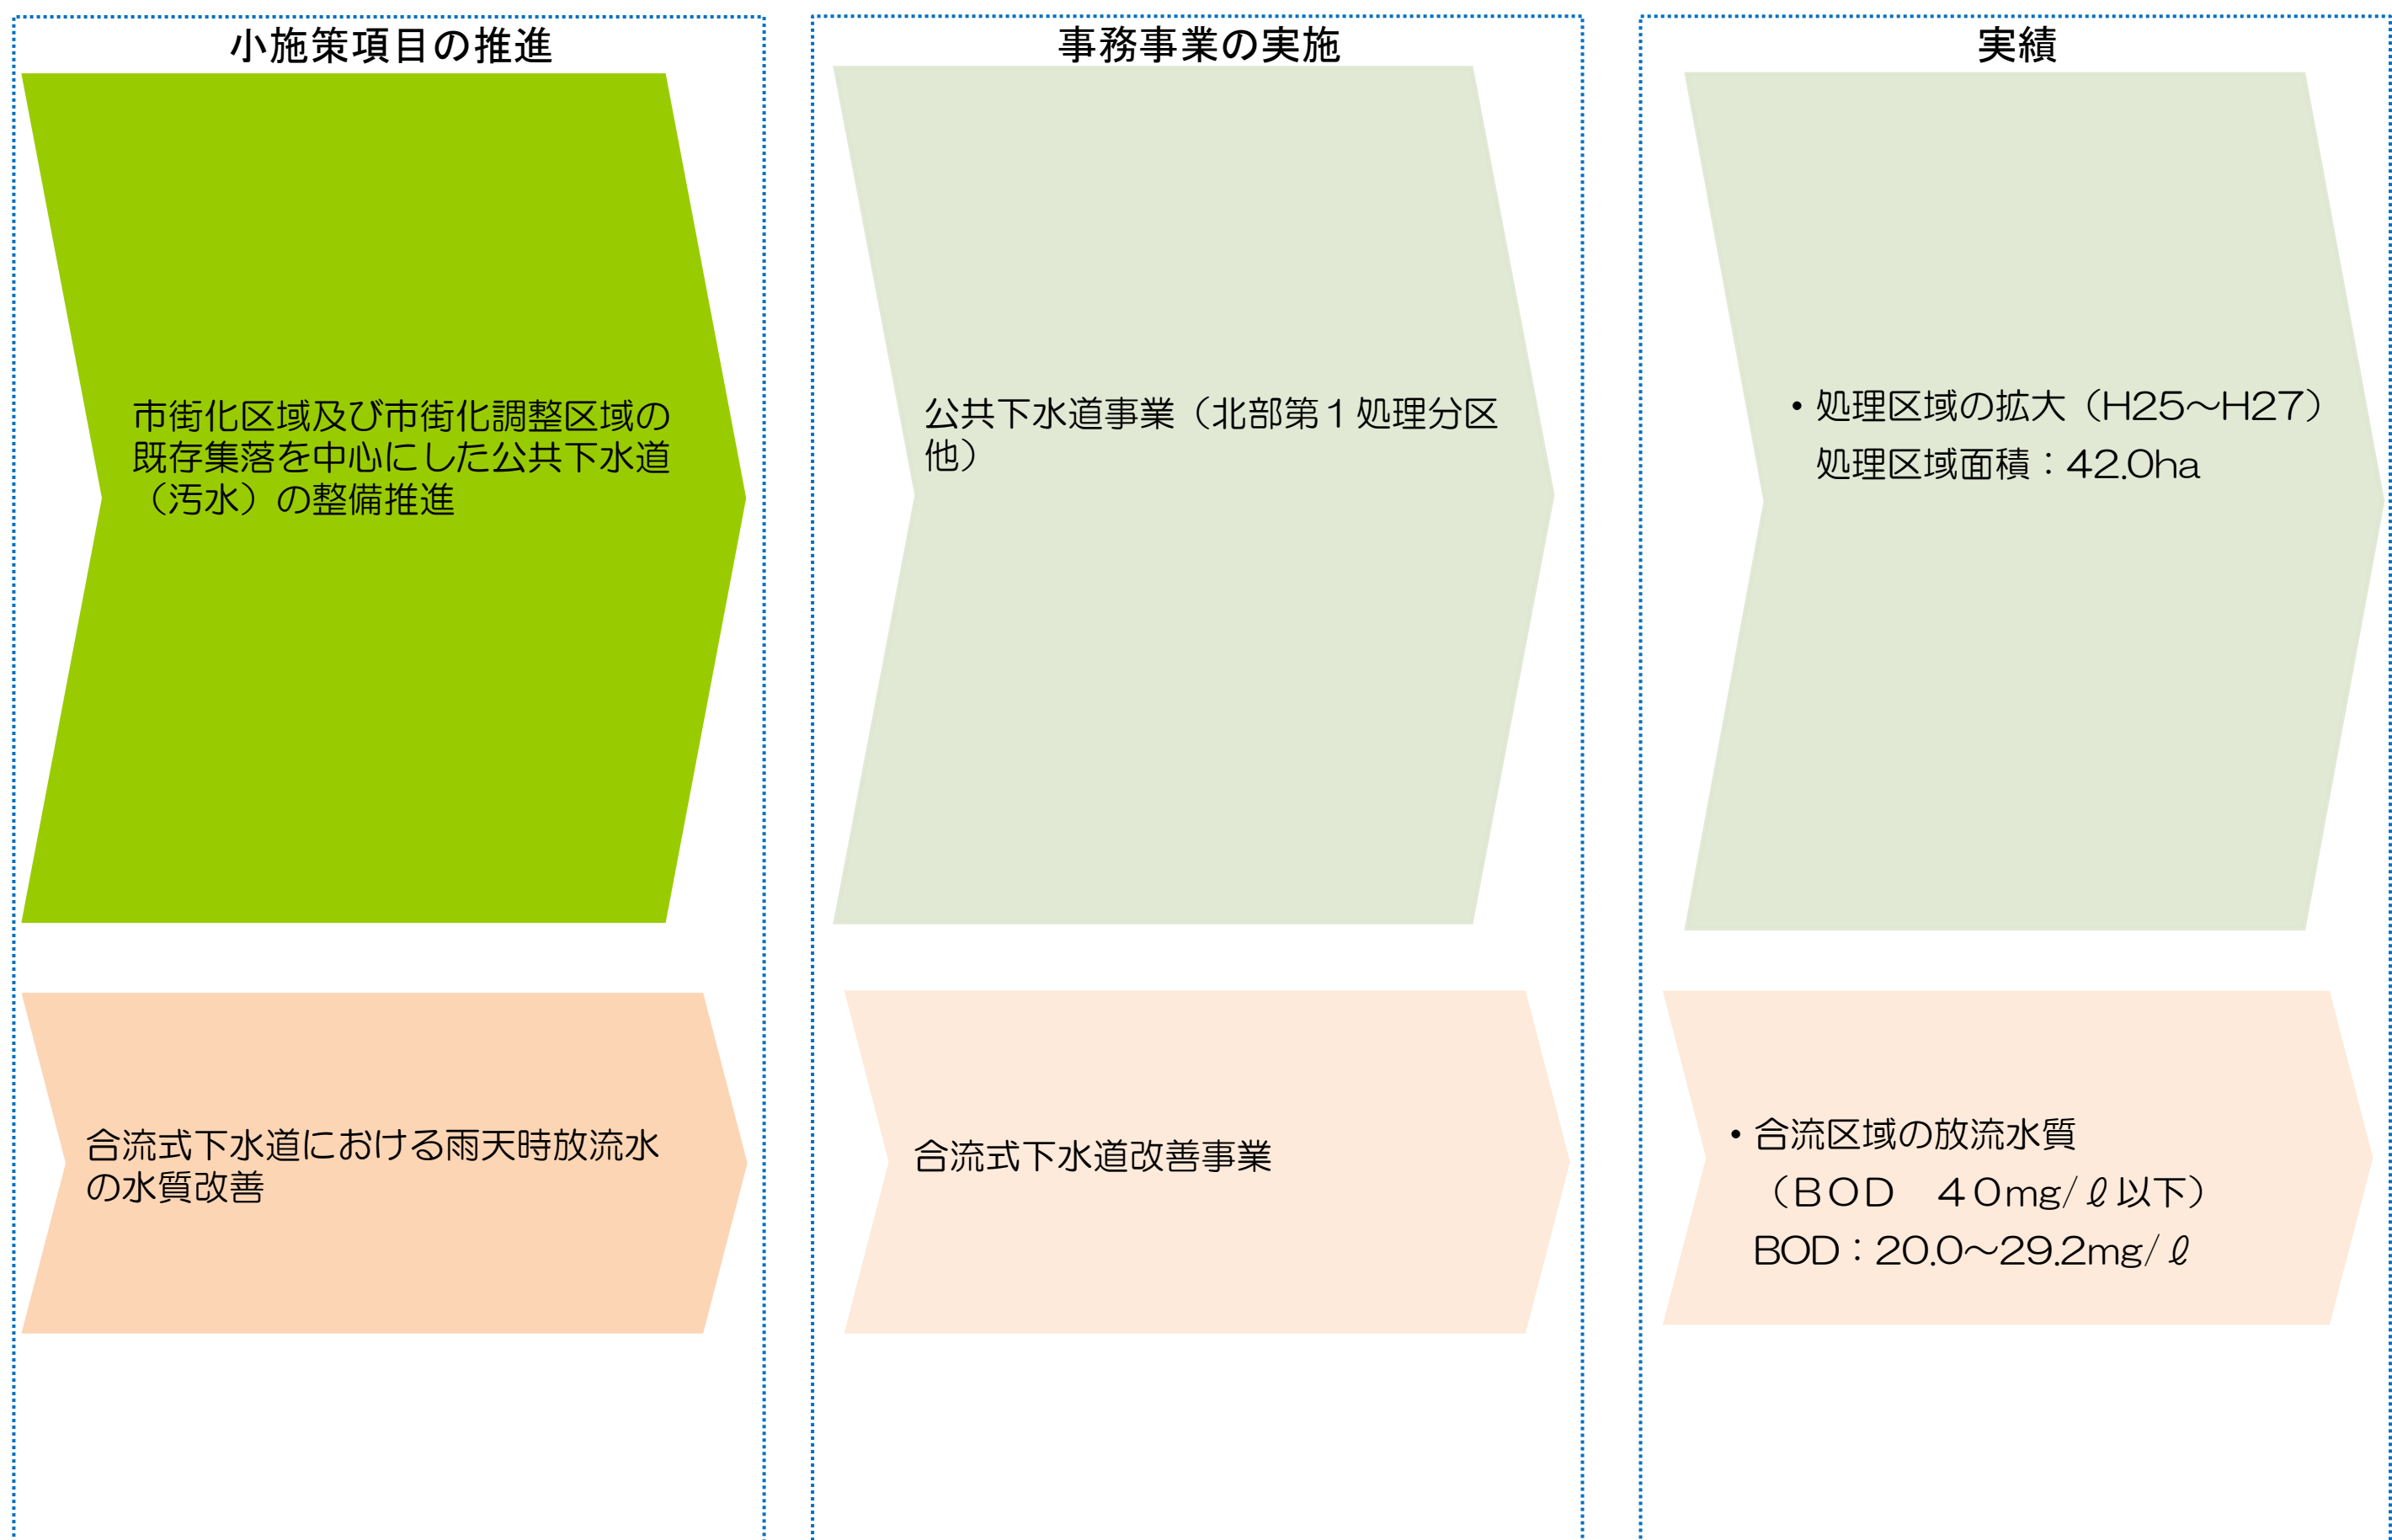 小施策項目の推進
市街化区域及び市街化調整区域の
既存集落を中心にした公共下水道
（汚水）の整備推進
合流式下水道における雨天時放流水
の水質改善
事務事業の実施
公共下水道事業（北部第１処理分区
他）
合流式下水道改善事業
実績
・処理区域の拡大（H25～H27）
処理区域面積：42.0ha
・合流区域の放流水質
（ＢＯＤ　４０mg/ℓ以下）
BOD：20.0～29.2mg/ℓ